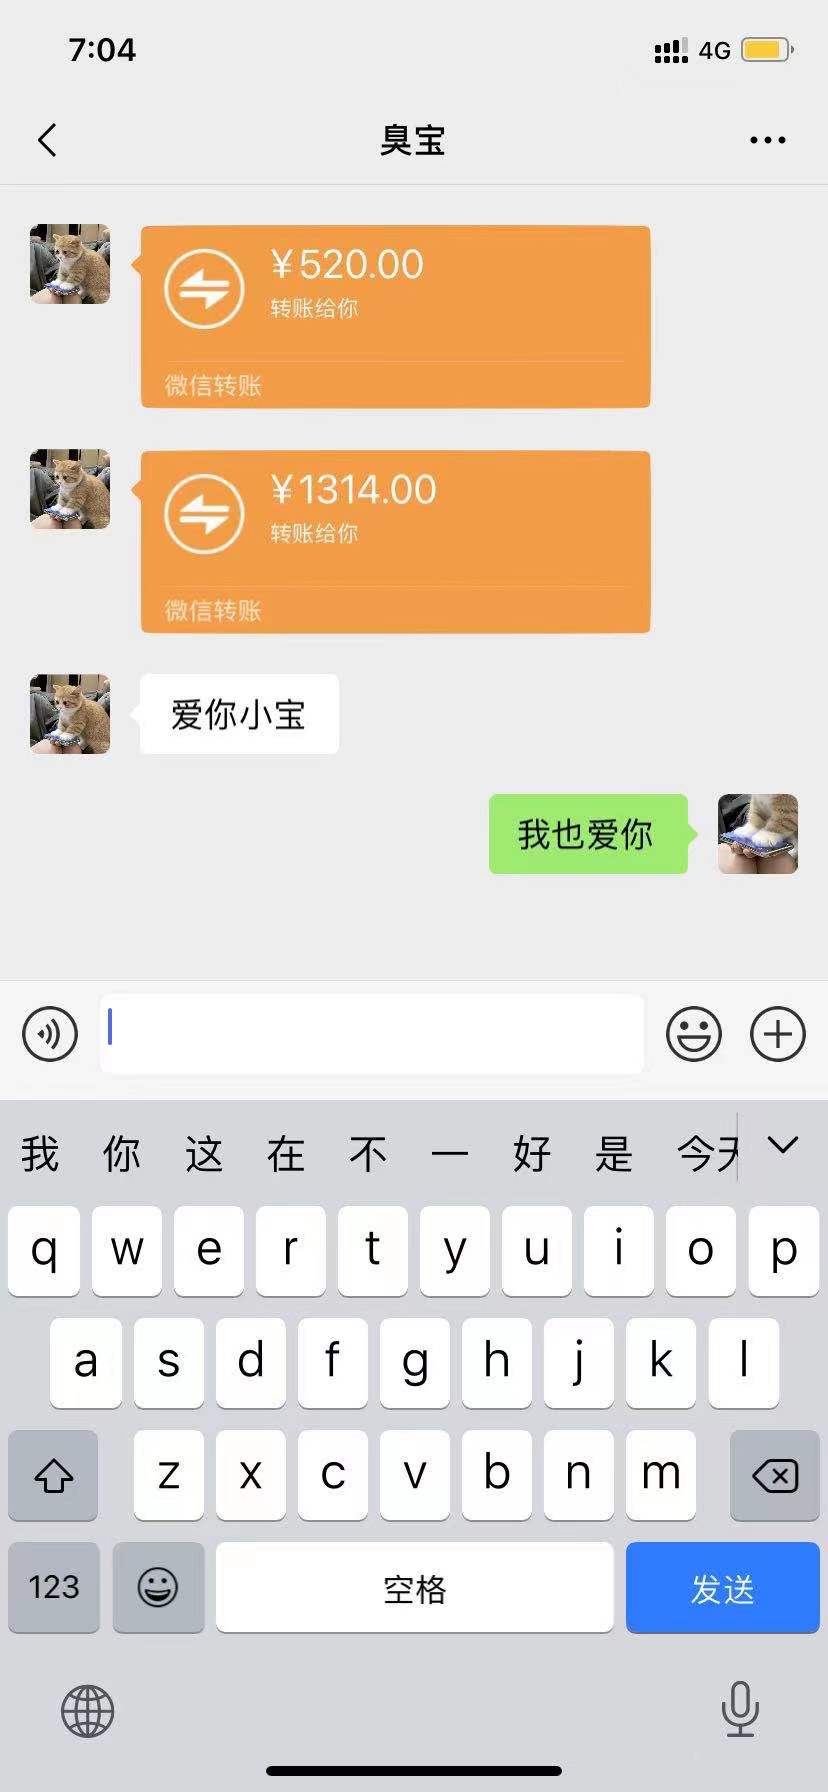 7:04
4G
臭宝
¥520.00
转账给你
微信转账
¥1314.00
转账给你
微信转账
爱你小宝
我也爱你
我 你 这 在 不 一 好 是 今天
q w e r t y u i o p
a s d f g h j k l
z x c v b n m
123 空格 发送